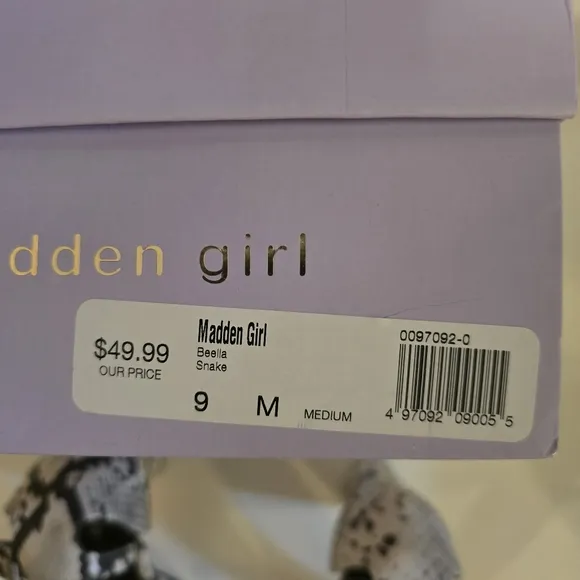 dden girl
$49.99
OUR PRICE
Madden Girl
Beella
Snake
9 M MEDIUM
0097092-0
4 97092 09005 5